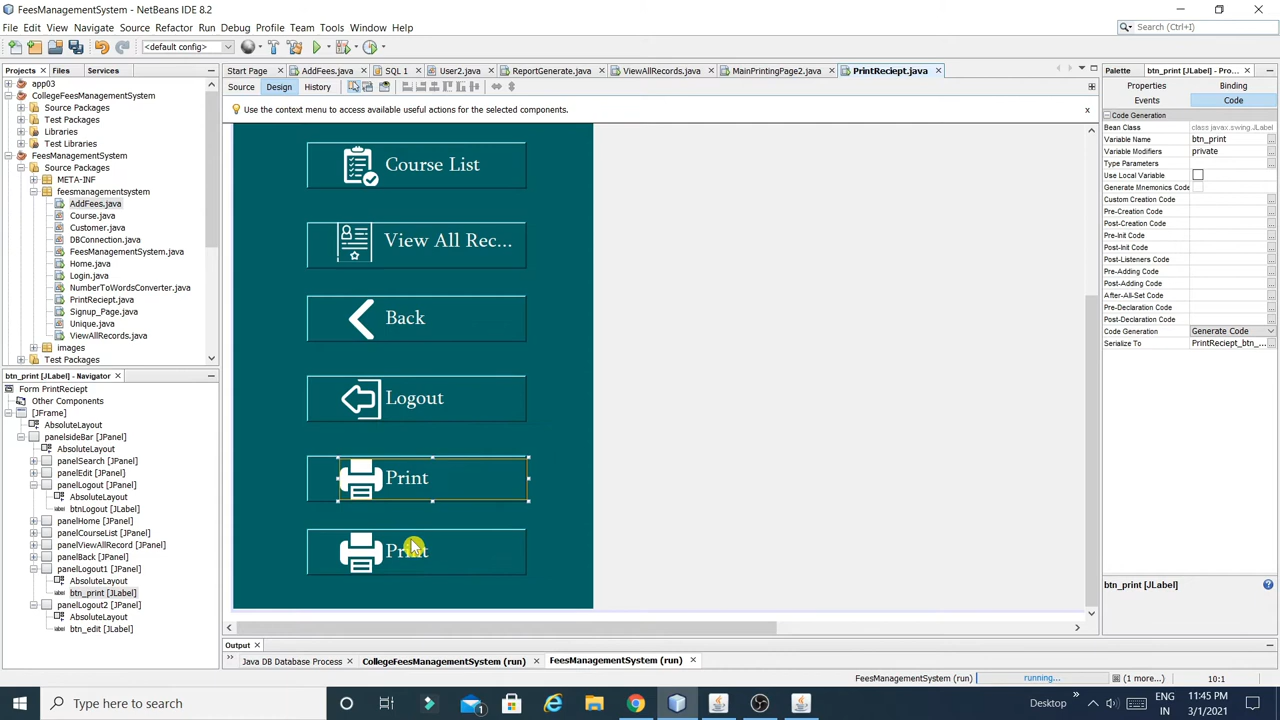 FeesManagementSystem - NetBeans IDE 8.2
File Edit View Navigate Source Refactor Run Debug Profile Team Tools Window Help
Search (Ctrl+I)
<default config>
Projects Files Services
Start Page AddFees.java SQL 1 User2.java ReportGenerate.java ViewAllRecords.java MainPrintingPage2.java PrintReciept.java
Source Design History
Use the context menu to access available useful actions for the selected components.
app03
CollegeFeesManagementSystem
Source Packages
Test Packages
Libraries
Test Libraries
FeesManagementSystem
Source Packages
META-INF
feesmanagementsystem
AddFees.java
Course.java
Customer.java
DBConnection.java
FeesManagementSystem.java
Home.java
Login.java
NumberToWordsConverter.java
PrintReciept.java
Signup_Page.java
Unique.java
ViewAllRecords.java
images
Test Packages
btn_print [JLabel] - Navigator
Form PrintReciept
Other Components
[JFrame]
AbsoluteLayout
panelsideBar [JPanel]
AbsoluteLayout
panelSearch [JPanel]
panelEdit [JPanel]
panelLogout [JPanel]
AbsoluteLayout
btnLogout [JLabel]
panelHome [JPanel]
panelCourseList [JPanel]
panelViewAllRecord [JPanel]
panelBack [JPanel]
panelLogout1 [JPanel]
AbsoluteLayout
btn_print [JLabel]
panelLogout2 [JPanel]
AbsoluteLayout
btn_edit [JLabel]
Course List
View All Rec...
Back
Logout
Print
Print
Palette btn_print [JLabel] - Pro...
Properties Binding
Events Code
Code Generation
Bean Class class javax.swing.JLabel
Variable Name btn_print
Variable Modifiers private
Type Parameters
Use Local Variable
Generate Mnemonics Code
Custom Creation Code
Pre-Creation Code
Post-Creation Code
Pre-Init Code
Post-Init Code
Post-Listeners Code
Pre-Adding Code
Post-Adding Code
After-All-Set Code
Pre-Declaration Code
Post-Declaration Code
Code Generation Generate Code
Serialize To PrintReciept_btn_...
btn_print [JLabel]
Output
Java DB Database Process CollegeFeesManagementSystem (run) FeesManagementSystem (run)
FeesManagementSystem (run) running... (1 more...) 10:1
Type here to search
1
Desktop
ENG
IN
11:45 PM
3/1/2021